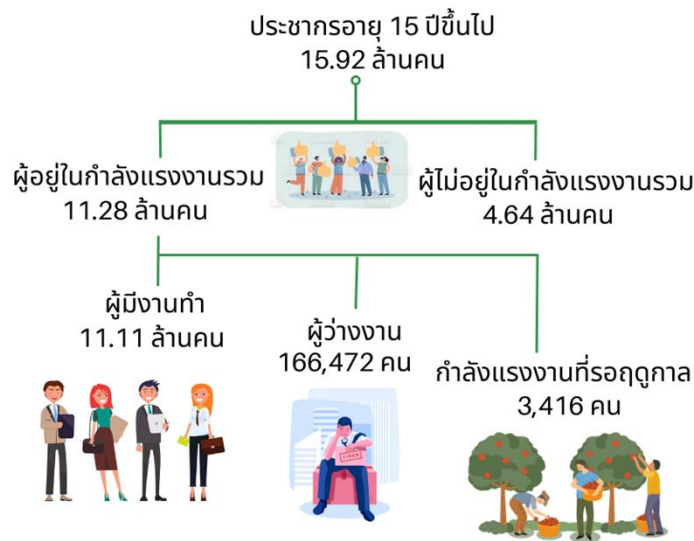 ประชากรอายุ 15 ปีขึ้นไป
15.92 ล้านคน
ผู้อยู่ในกำลังแรงงานรวม
11.28 ล้านคน
ผู้ไม่อยู่ในกำลังแรงงานรวม
4.64 ล้านคน
ผู้มีงานทำ
11.11 ล้านคน
ผู้ว่างงาน
166,472 คน
กำลังแรงงานที่รอฤดูกาล
3,416 คน
FIRED